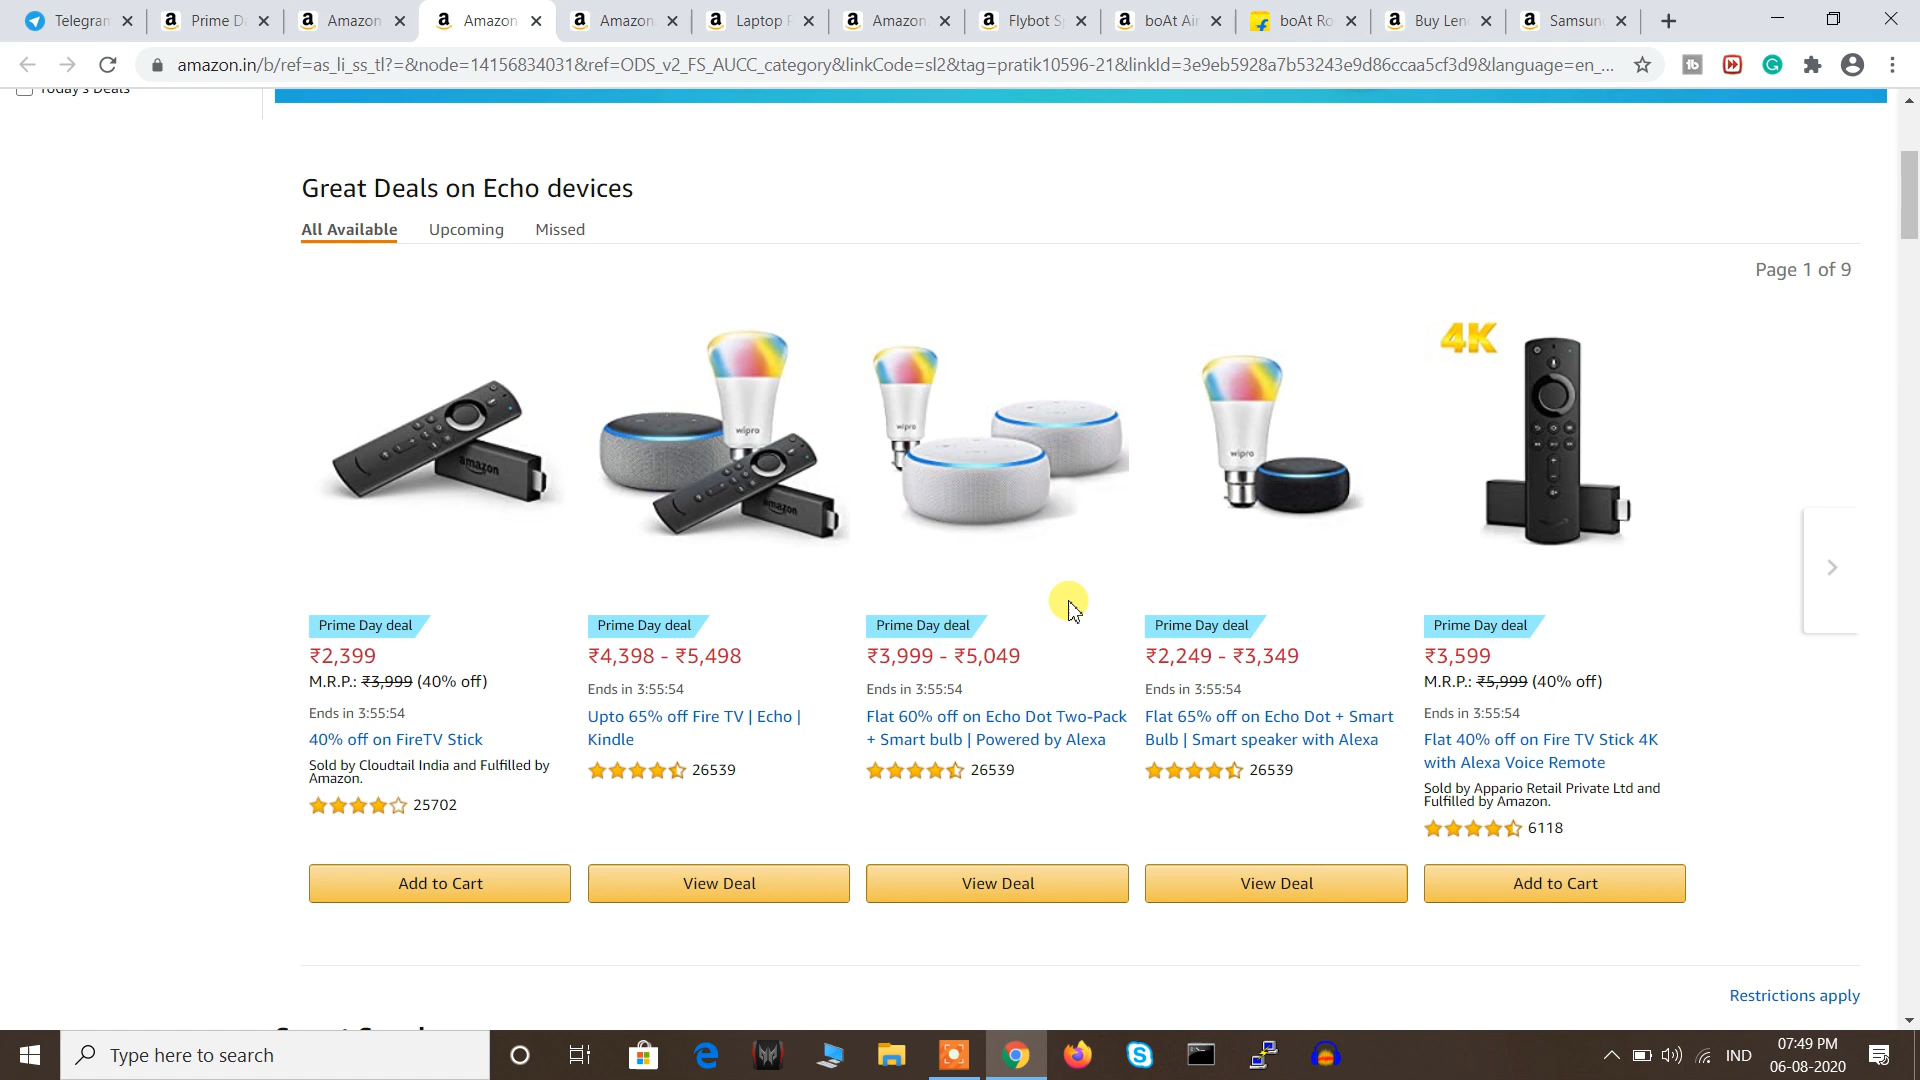 Telegram
Prime D
Amazon
Amazon
Amazon
Laptop
Amazon
Flybot S
boAt Air
boAt Ro
Buy Len
Samsun
amazon.in/b/ref=as_li_ss_tl?=&node=14156834031&ref=ODS_v2_FS_AUCC_category&linkCode=sl2&tag=pratik10596-21&linkId=3e9eb5928a7b53243e9d86ccaa5cf3d9&language=en_...
Today's Deals
Great Deals on Echo devices
All Available Upcoming Missed
Page 1 of 9
amazon
wipro
amazon
wipro
wipro
4K
Prime Day deal
₹2,399
M.R.P.: ₹3,999 (40% off)
Ends in 3:55:54
40% off on FireTV Stick
Sold by Cloudtail India and Fulfilled by
Amazon.
25702
Add to Cart
Prime Day deal
₹4,398 - ₹5,498
Ends in 3:55:54
Upto 65% off Fire TV | Echo |
Kindle
26539
View Deal
Prime Day deal
₹3,999 - ₹5,049
Ends in 3:55:54
Flat 60% off on Echo Dot Two-Pack
+ Smart bulb | Powered by Alexa
26539
View Deal
Prime Day deal
₹2,249 - ₹3,349
Ends in 3:55:54
Flat 65% off on Echo Dot + Smart
Bulb | Smart speaker with Alexa
26539
View Deal
Prime Day deal
₹3,599
M.R.P.: ₹5,999 (40% off)
Ends in 3:55:54
Flat 40% off on Fire TV Stick 4K
with Alexa Voice Remote
Sold by Appario Retail Private Ltd and
Fulfilled by Amazon.
6118
Add to Cart
Restrictions apply
Type here to search
IND
07:49 PM
06-08-2020